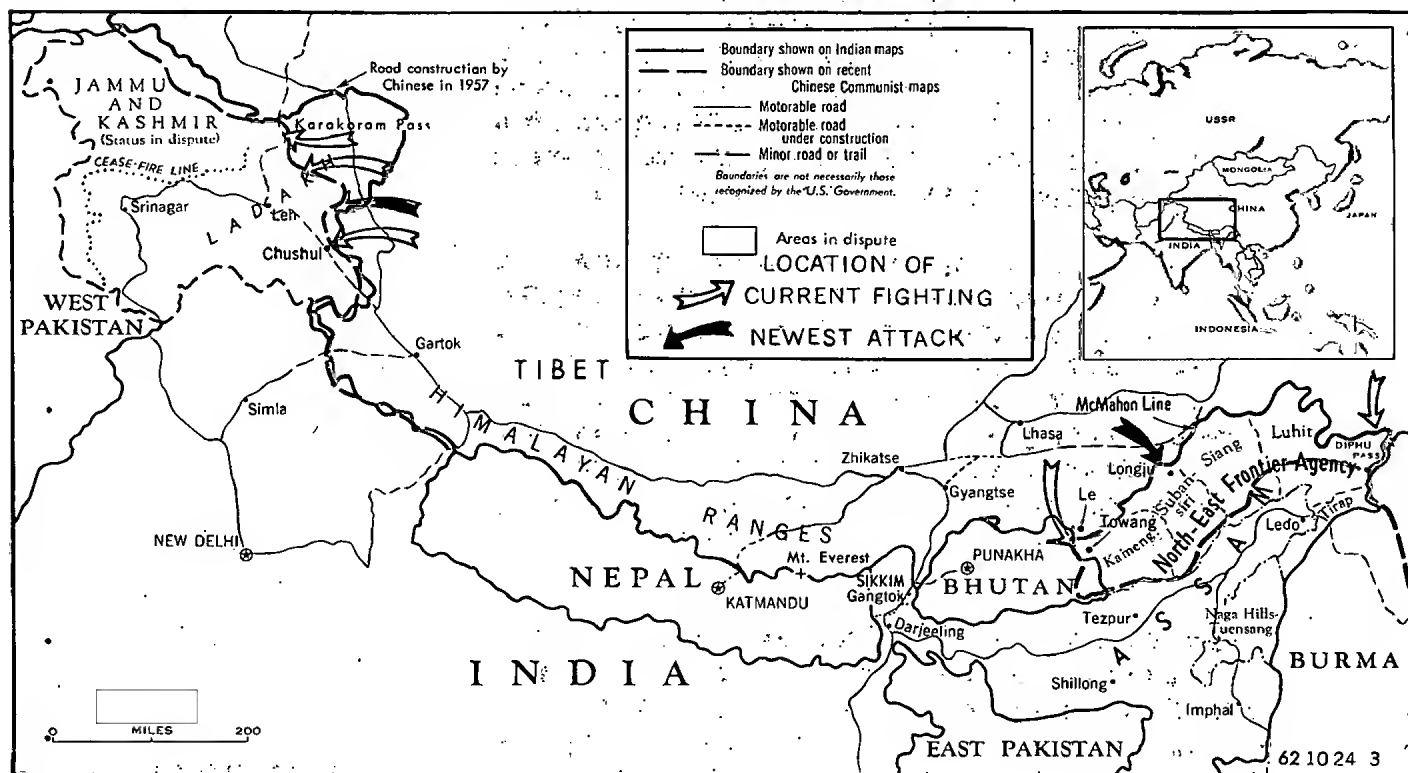 Road construction by
Chinese in 1957
JAMMU
AND
KASHMIR
(Status in dispute)
Karakoram Pass
CEASE-FIRE LINE
Srinagar
LADAKH
Leh
Chushul
WEST
PAKISTAN
Gartok
Simla
NEW DELHI
Boundary shown on Indian maps
Boundary shown on recent
Chinese Communist maps
Motorable road
Motorable road
under construction
Minor road or trail
Boundaries are not necessarily those
recognized by the U.S. Government.
Areas in dispute
LOCATION OF
CURRENT FIGHTING
NEWEST ATTACK
USSR
MONGOLIA
CHINA
JAPAN
INDIA
INDONESIA
TIBET
CHINA
HIMALAYAN
RANGES
McMahon Line
Lhasa
Zhikatse
Gyangtse
Longju
Le
Towang
Kameng
Suban
siri
Siang
Luhit
DIPHU
PASS
North-East Frontier Agency
Tirap
Ledo
ASSAM
Mt. Everest
NEPAL
KATMANDU
SIKKIM
Gangtok
PUNAKHA
BHUTAN
Darjeeling
Tezpur
Naga Hills-
uensang
Shillong
Imphal
BURMA
INDIA
EAST PAKISTAN
0 MILES 200
62 10 24 3